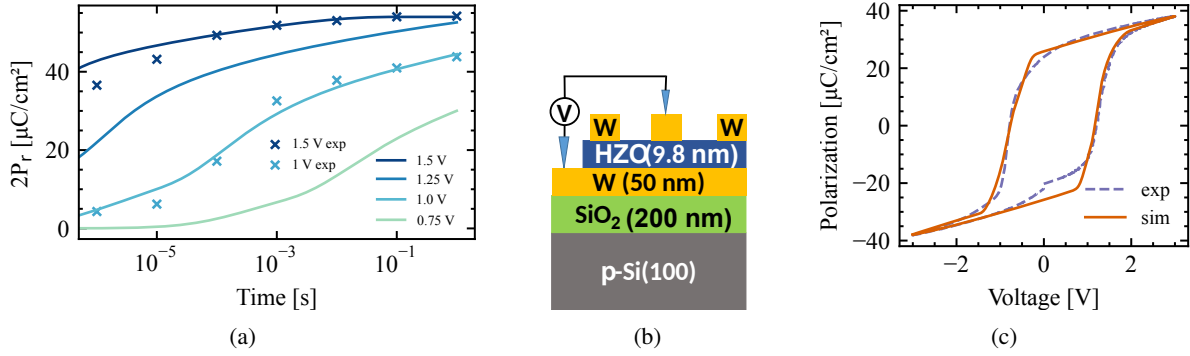 2Pr [μC/cm²]
40
20
0
10⁻⁵
10⁻³
10⁻¹
Time [s]
1.5 V exp
1 V exp
1.5 V
1.25 V
1.0 V
0.75 V
(a)
V
W
W
HZO(9.8 nm)
W (50 nm)
SiO₂ (200 nm)
p-Si(100)
(b)
Polarization [μC/cm²]
40
20
0
−20
−40
−2
0
2
Voltage [V]
exp
sim
(c)